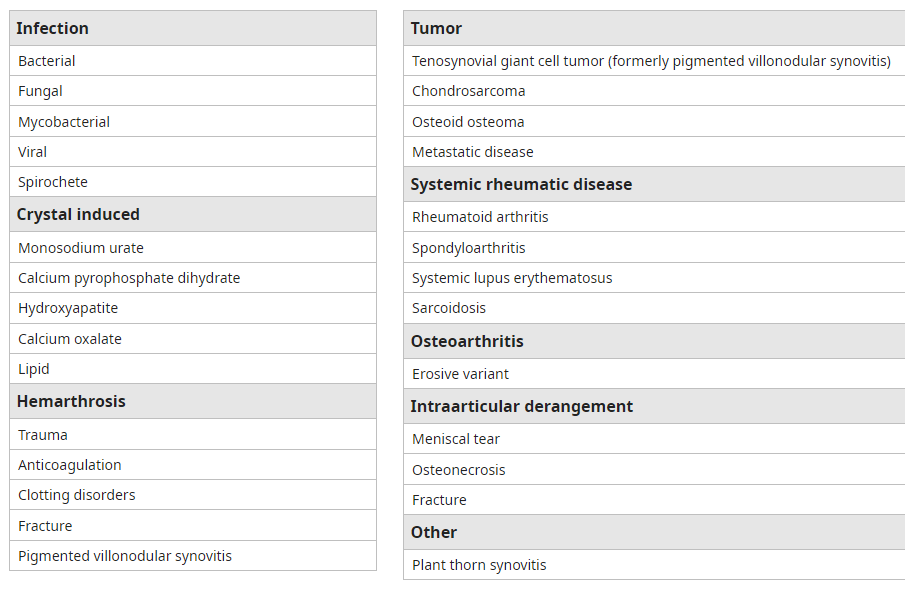 Infection
Bacterial
Fungal
Mycobacterial
Viral
Spirochete
Crystal induced
Monosodium urate
Calcium pyrophosphate dihydrate
Hydroxyapatite
Calcium oxalate
Lipid
Hemarthrosis
Trauma
Anticoagulation
Clotting disorders
Fracture
Pigmented villonodular synovitis
Tumor
Tenosynovial giant cell tumor (formerly pigmented villonodular synovitis)
Chondrosarcoma
Osteoid osteoma
Metastatic disease
Systemic rheumatic disease
Rheumatoid arthritis
Spondyloarthritis
Systemic lupus erythematosus
Sarcoidosis
Osteoarthritis
Erosive variant
Intraarticular derangement
Meniscal tear
Osteonecrosis
Fracture
Other
Plant thorn synovitis